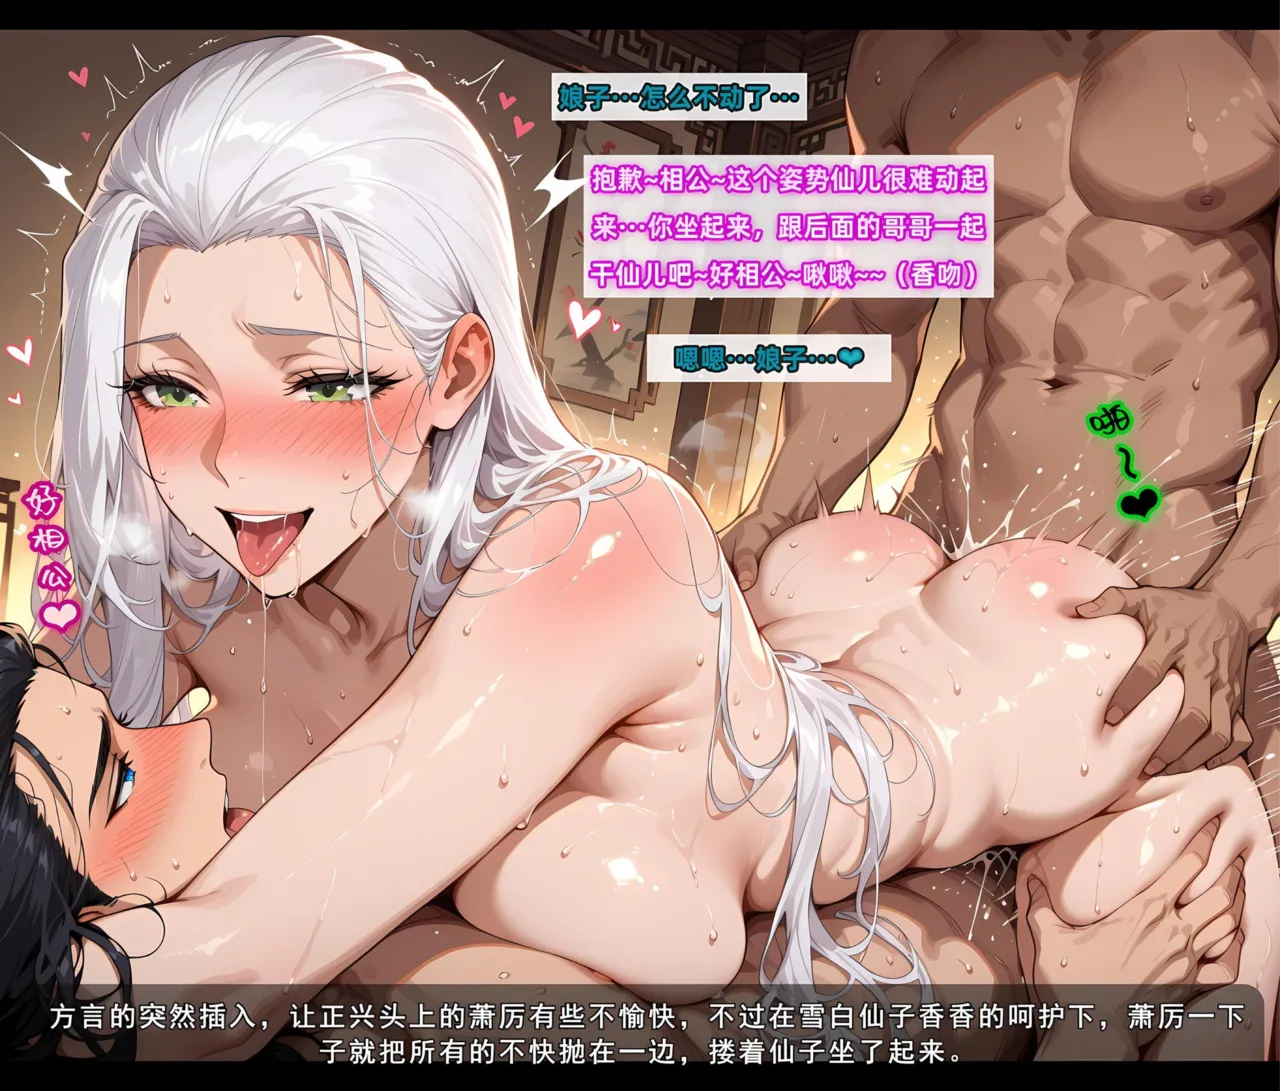 娘子…怎么不动了…
抱歉~相公~这个姿势仙儿很难动起
来…你坐起来，跟后面的哥哥一起
干仙儿吧~好相公~啾啾~~（香吻）
嗯嗯…娘子…❤
啪~❤
好相公❤
方言的突然插入，让正兴头上的萧厉有些不愉快，不过在雪白仙子香香的呵护下，萧厉一下
子就把所有的不快抛在一边，搂着仙子坐了起来。